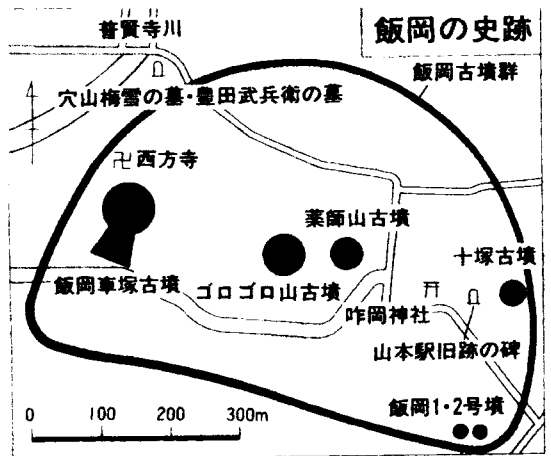 飯岡の史跡
普賢寺川
飯岡古墳群
穴山梅雪の墓・豊田武兵衛の墓
卍西方寺
薬師山古墳
十塚古墳
飯岡車塚古墳
ゴロゴロ山古墳
咋岡神社
山本駅旧跡の碑
飯岡1・2号墳
0 100 200 300m